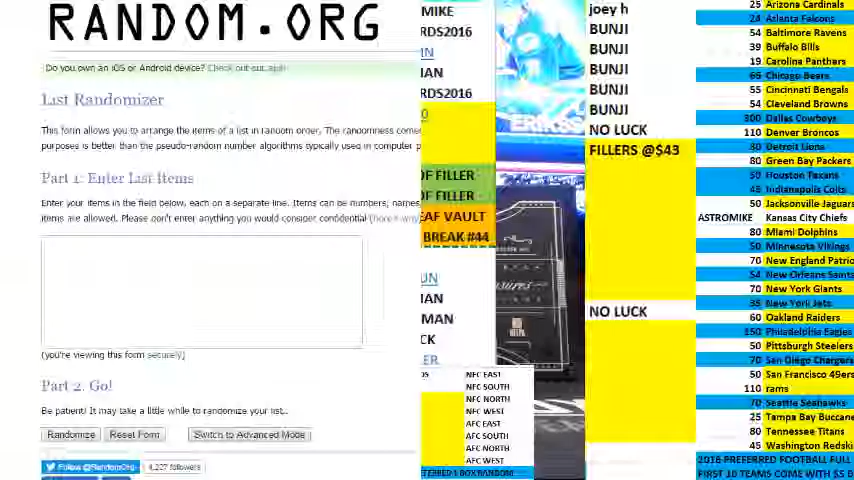 RANDOM.ORG
Do you own an iOS or Android device? Check out our app!
List Randomizer
This form allows you to arrange the items of a list in random order. The randomness come
purposes is better than the pseudo-random number algorithms typically used in computer p
Part 1: Enter List Items
Enter your items in the field below, each on a separate line. Items can be numbers, names
items are allowed. Please don't enter anything you would consider confidential (here's why
(you're viewing this form securely)
Part 2: Go!
Be patient! It may take a little while to randomize your list...
Randomize
Reset Form
Switch to Advanced Mode
Follow @RandomOrg
4,227 followers
MIKE
RDS2016
MAN
RDS2016
OF FILLER
OF FILLER
EAF VAULT
BREAK #44
UN
MAN
MAN
CK
ER
NFC EAST
NFC SOUTH
NFC NORTH
NFC WEST
AFC EAST
AFC SOUTH
AFC NORTH
AFC WEST
FERRED 1 BOX RANDOM
ERIKSS
asures
joey h
BUNJI
BUNJI
BUNJI
BUNJI
BUNJI
NO LUCK
FILLERS @$43
NO LUCK
25 Arizona Cardinals
24 Atlanta Falcons
54 Baltimore Ravens
39 Buffalo Bills
19 Carolina Panthers
65 Chicago Bears
55 Cincinnati Bengals
54 Cleveland Browns
300 Dallas Cowboys
110 Denver Broncos
80 Detroit Lions
80 Green Bay Packers
50 Houston Texans
45 Indianapolis Colts
50 Jacksonville Jaguars
ASTROMIKE Kansas City Chiefs
80 Miami Dolphins
50 Minnesota Vikings
70 New England Patrio
54 New Orleans Saints
70 New York Giants
35 New York Jets
60 Oakland Raiders
150 Philadelphia Eagles
50 Pittsburgh Steelers
70 San Diego Chargers
50 San Francisco 49ers
110 rams
70 Seattle Seahawks
25 Tampa Bay Buccane
80 Tennessee Titans
45 Washington Redski
2016 PREFERRED FOOTBALL FULL
FIRST 10 TEAMS COME WITH $5 D